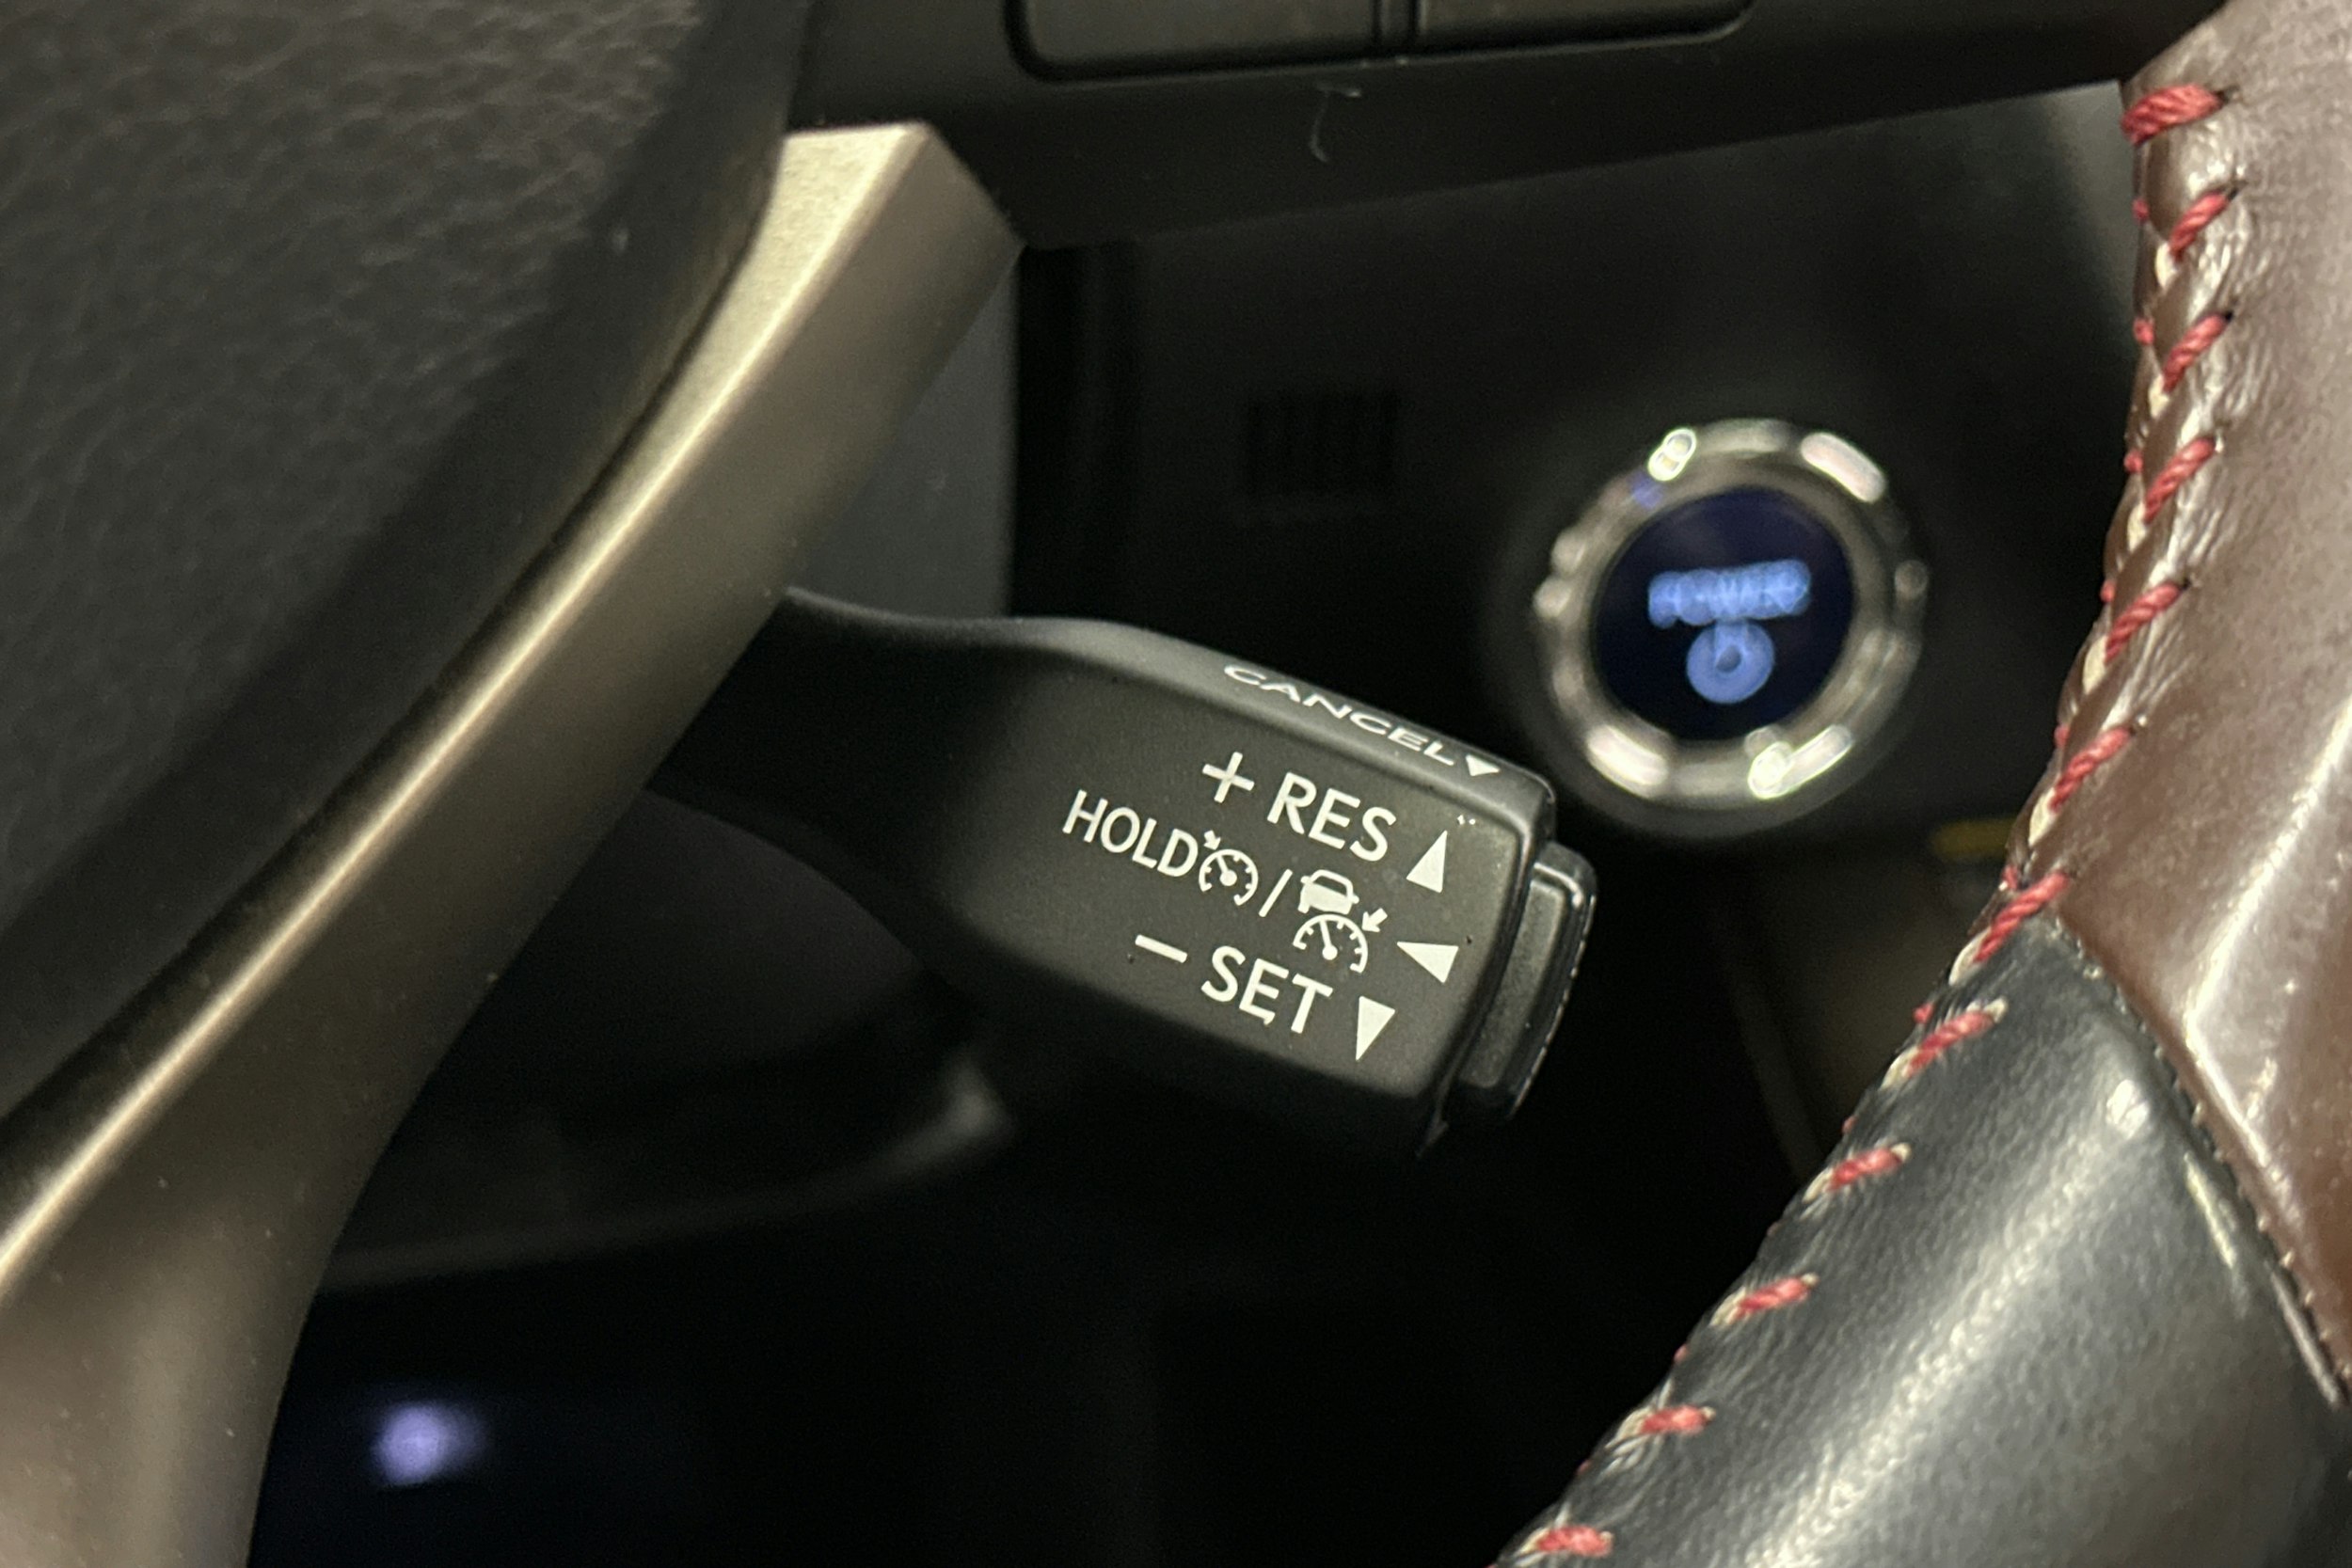 CANCEL▼
+ RES ▲
HOLD / ◀
− SET ▼
POWER